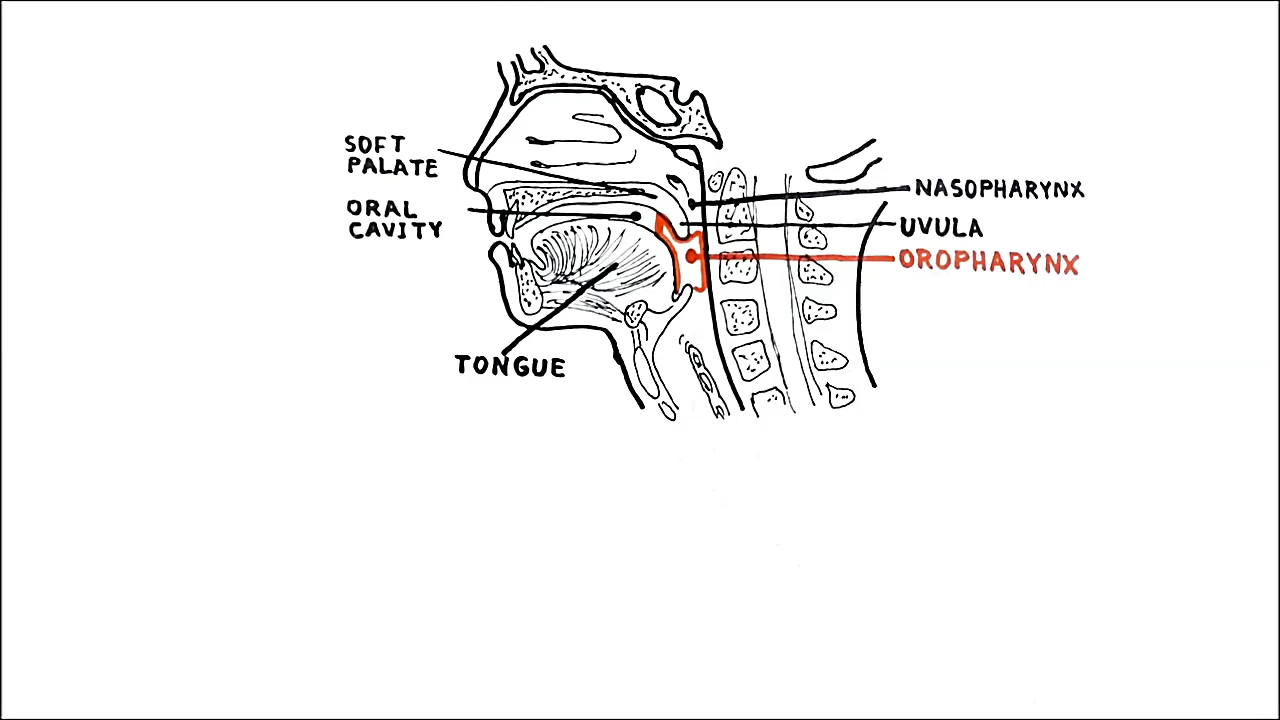 SOFT
PALATE
ORAL
CAVITY
TONGUE
NASOPHARYNX
UVULA
OROPHARYNX